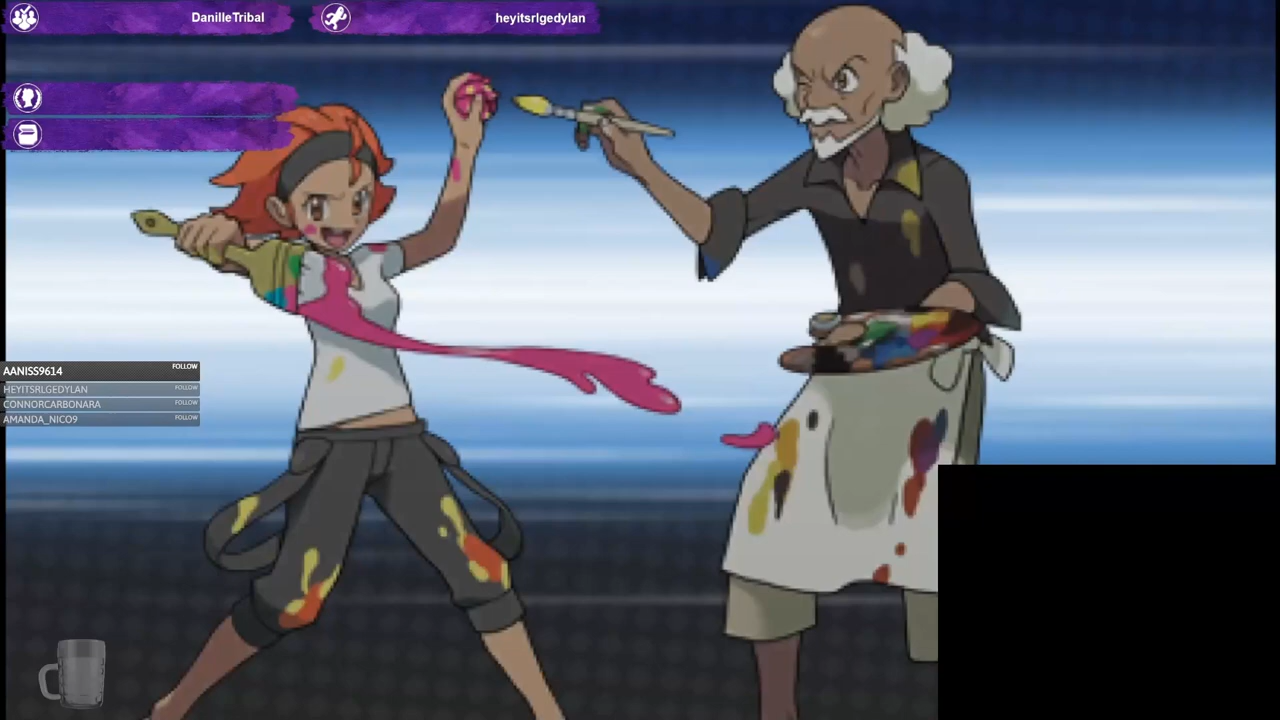 DanilleTribal
heyitsrlgedylan
AANISS9614 FOLLOW
HEYITSRLGEDYLAN FOLLOW
CONNORCARBONARA FOLLOW
AMANDA_NICO9 FOLLOW